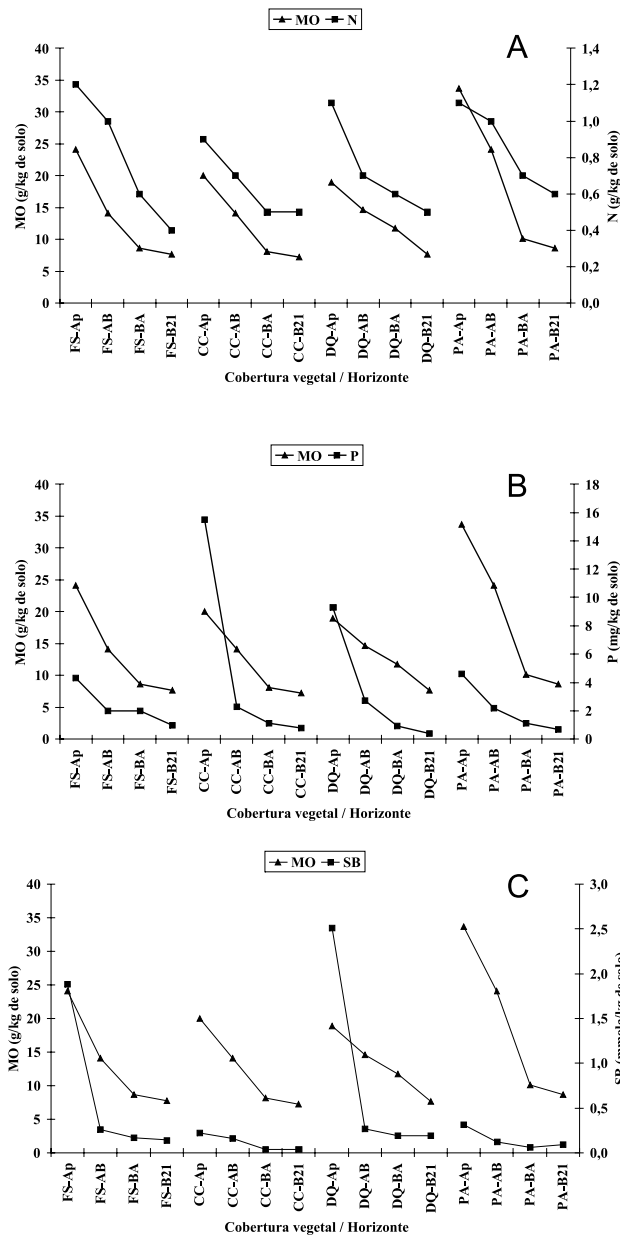 MO N
A
40 1,4
35 1,2
30 1,0
25 0,8
20 0,6
15 0,4
10 0,2
5 0,0
0
MO (g/kg de solo)
N (g/kg de solo)
FS-Ap FS-AB FS-BA FS-B21 CC-Ap CC-AB CC-BA CC-B21 DQ-Ap DQ-AB DQ-BA DQ-B21 PA-Ap PA-AB PA-BA PA-B21
Cobertura vegetal / Horizonte
MO P
B
40 18
35 16
30 14
25 12
20 10
15 8
10 6
5 4
0 2
0
MO (g/kg de solo)
P (mg/kg de solo)
FS-Ap FS-AB FS-BA FS-B21 CC-Ap CC-AB CC-BA CC-B21 DQ-Ap DQ-AB DQ-BA DQ-B21 PA-Ap PA-AB PA-BA PA-B21
Cobertura vegetal / Horizonte
MO SB
C
40 3,0
35 2,5
30 2,0
25 1,5
20 1,0
15 0,5
10 0,0
5
0
MO (g/kg de solo)
FS-Ap FS-AB FS-BA FS-B21 CC-Ap CC-AB CC-BA CC-B21 DQ-Ap DQ-AB DQ-BA DQ-B21 PA-Ap PA-AB PA-BA PA-B21
Cobertura vegetal / Horizonte